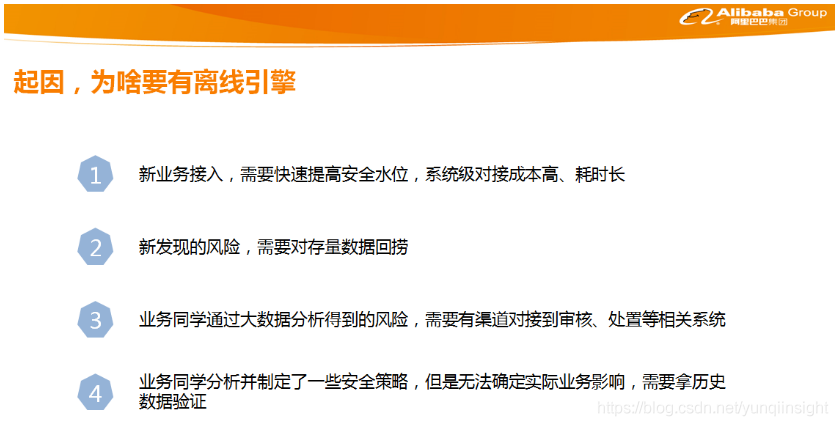 Alibaba Group
阿里巴巴集团
起因，为啥要有离线引擎
1
新业务接入，需要快速提高安全水位，系统级对接成本高、耗时长
2
新发现的风险，需要对存量数据回捞
3
业务同学通过大数据分析得到的风险，需要有渠道对接到审核、处置等相关系统
4
业务同学分析并制定了一些安全策略，但是无法确定实际业务影响，需要拿历史
数据验证
https://blog.csdn.net/yunqiinsight